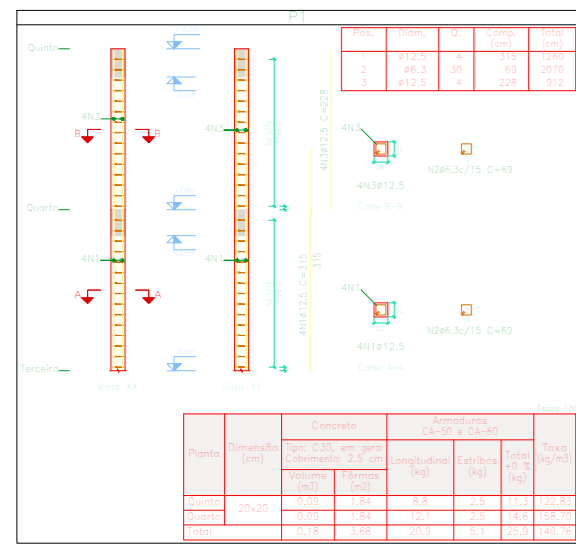 P1
Quinto
Quarto
Terceiro
4N3
B
B
4N3
4N1
A
A
4N1
Vista XX
Vista YY
4N3ø12.5 C=228
4N1ø12.5 C=315
315
Pos. Diam. Q. Comp. (cm) Total (cm)
1 ø12.5 4 315 1260
2 ø6.3 30 69 2070
3 ø12.5 4 228 912
4N3
4N3ø12.5
Corte B-B
N2ø6.3c/15 C=69
4N1
4N1ø12.5
Corte A-A
N2ø6.3c/15 C=69
Escala 1:50
Planta Dimensão (cm) Concreto Armaduras CA-50 e CA-60 Taxa (kg/m3)
Tipo: C30, em geral
Cobrimento: 2.5 cm
Volume (m3) Fôrmas (m2) Longitudinal (kg) Estribos (kg) Total +0 % (kg)
Quinto 20x20 0.09 1.84 8.8 2.5 11.3 122.83
Quarto 0.09 1.84 12.1 2.5 14.6 158.70
Total 0.18 3.68 20.9 5.1 25.9 140.76